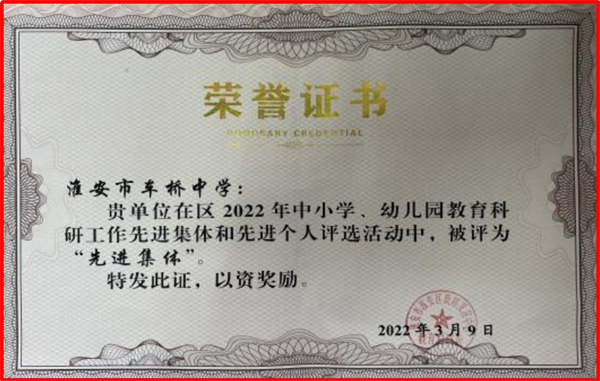 荣誉证书
HONORARY CREDENTIAL
淮安市车桥中学：
贵单位在区2022年中小学、幼儿园教育科
研工作先进集体和先进个人评选活动中，被评为
“先进集体”。
特发此证，以资奖励。
2022年3月9日